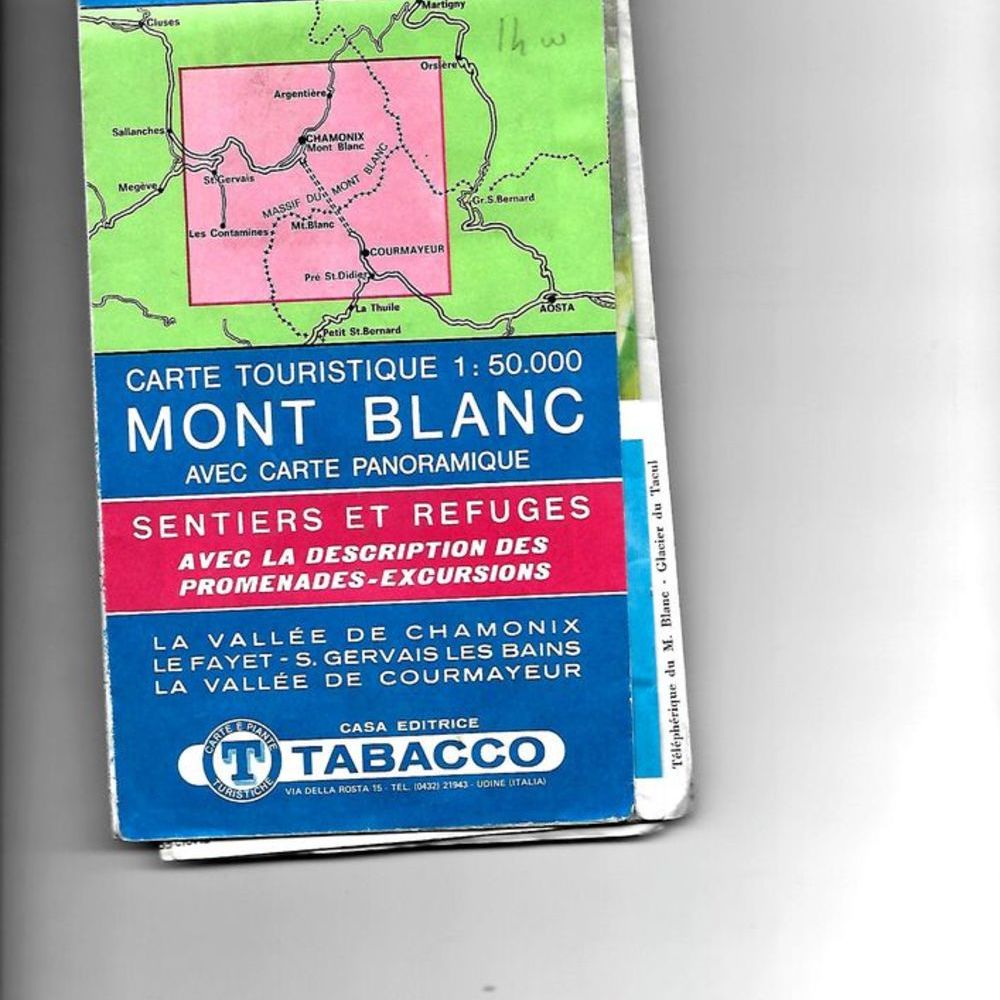 Martigny
Cluses
1h w
Orsière
Argentière
Sallanches
CHAMONIX
Mont Blanc
Megève
St.Gervais
MASSIF DU MONT BLANC
Gr.S.Bernard
Les Contamines
Mt.Blanc
COURMAYEUR
Pré St.Didier
La Thuile
AOSTA
Petit St.Bernard
CARTE TOURISTIQUE 1:50.000
MONT BLANC
AVEC CARTE PANORAMIQUE
SENTIERS ET REFUGES
AVEC LA DESCRIPTION DES
PROMENADES-EXCURSIONS
LA VALLÉE DE CHAMONIX
LE FAYET - S. GERVAIS LES BAINS
LA VALLÉE DE COURMAYEUR
CASA EDITRICE
CARTE E PIANTE
T
TURISTICHE
TABACCO
VIA DELLA ROSTA 15 - TEL. (0432) 21943 - UDINE (ITALIA)
Téléphérique du M. Blanc - Glacier du Tacul